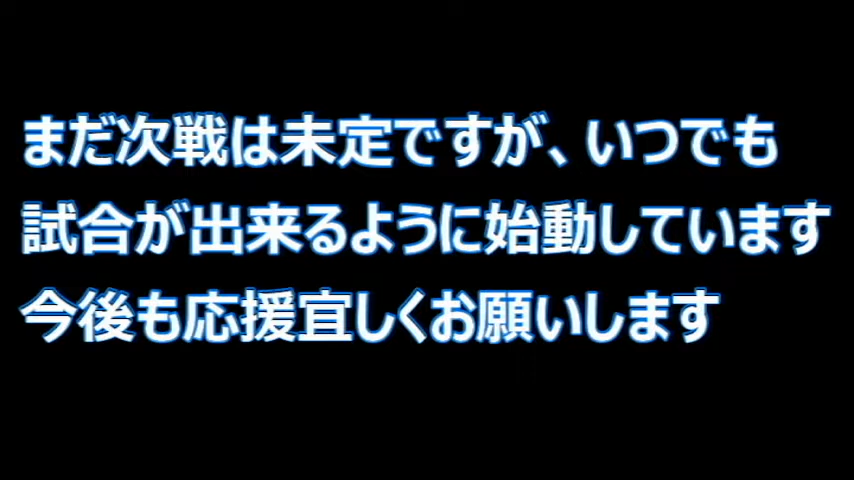 まだ次戦は未定ですが、いつでも
試合が出来るように始動しています
今後も応援宜しくお願いします